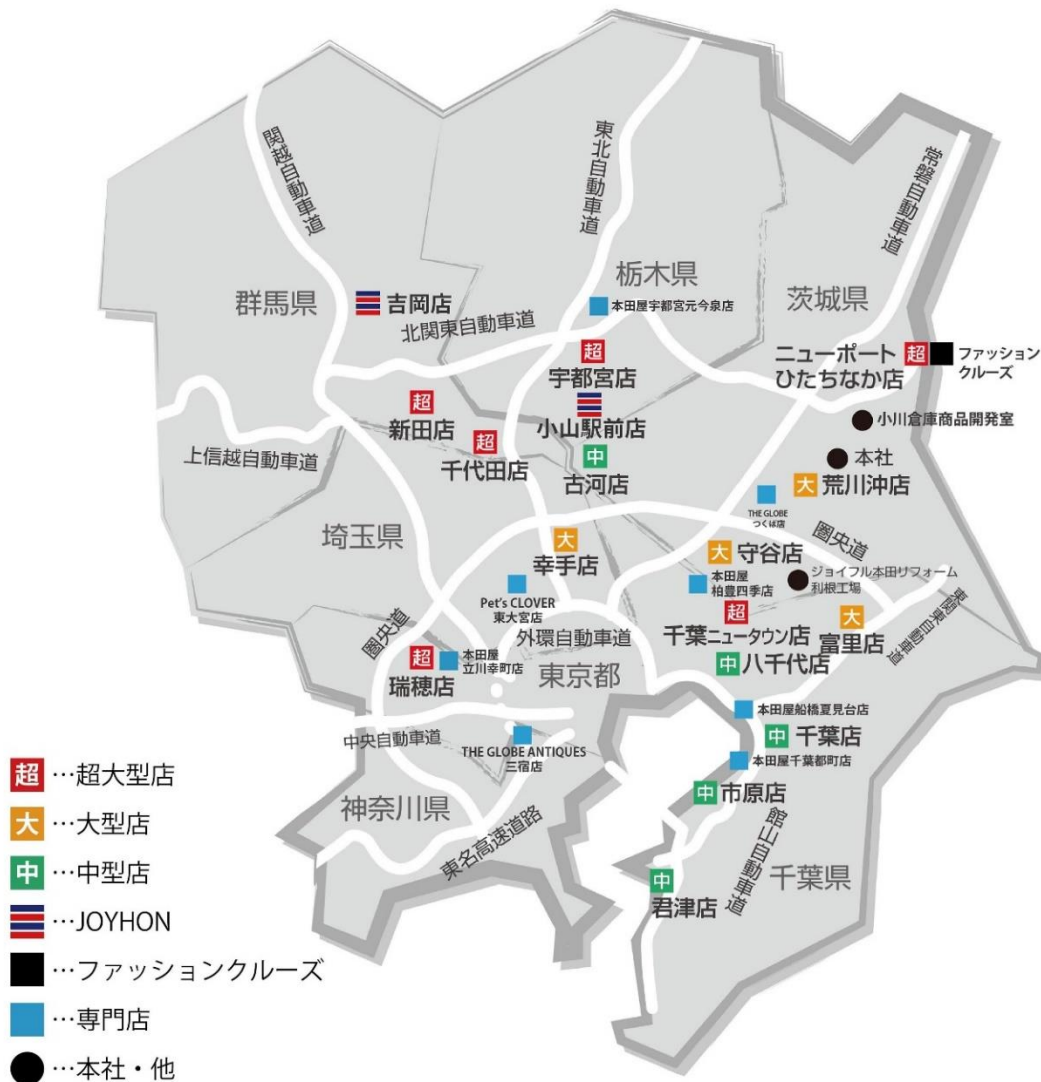 関越自動車道
東北自動車道
常磐自動車道
栃木県
群馬県
茨城県
吉岡店
本田屋宇都宮元今泉店
北関東自動車道
超
宇都宮店
ニューポート
ひたちなか店
超
ファッション
クルーズ
超
新田店
小山駅前店
小川倉庫商品開発室
超
千代田店
中
古河店
本社
上信越自動車道
大
荒川沖店
THE GLOBE
つくば店
埼玉県
圏央道
大
幸手店
大
守谷店
ジョイフル本田リフォーム
利根工場
本田屋
柏豊四季店
Pet's CLOVER
東大宮店
東関東自動車道
超
千葉ニュータウン店
大
富里店
圏央道
外環自動車道
超
瑞穂店
本田屋
立川幸町店
東京都
中
八千代店
本田屋船橋夏見台店
中央自動車道
THE GLOBE ANTIQUES
三宿店
中
千葉店
本田屋千葉都町店
中
市原店
神奈川県
東名高速道路
館山自動車道
千葉県
中
君津店
超…超大型店
大…大型店
中…中型店
…JOYHON
…ファッションクルーズ
…専門店
…本社・他